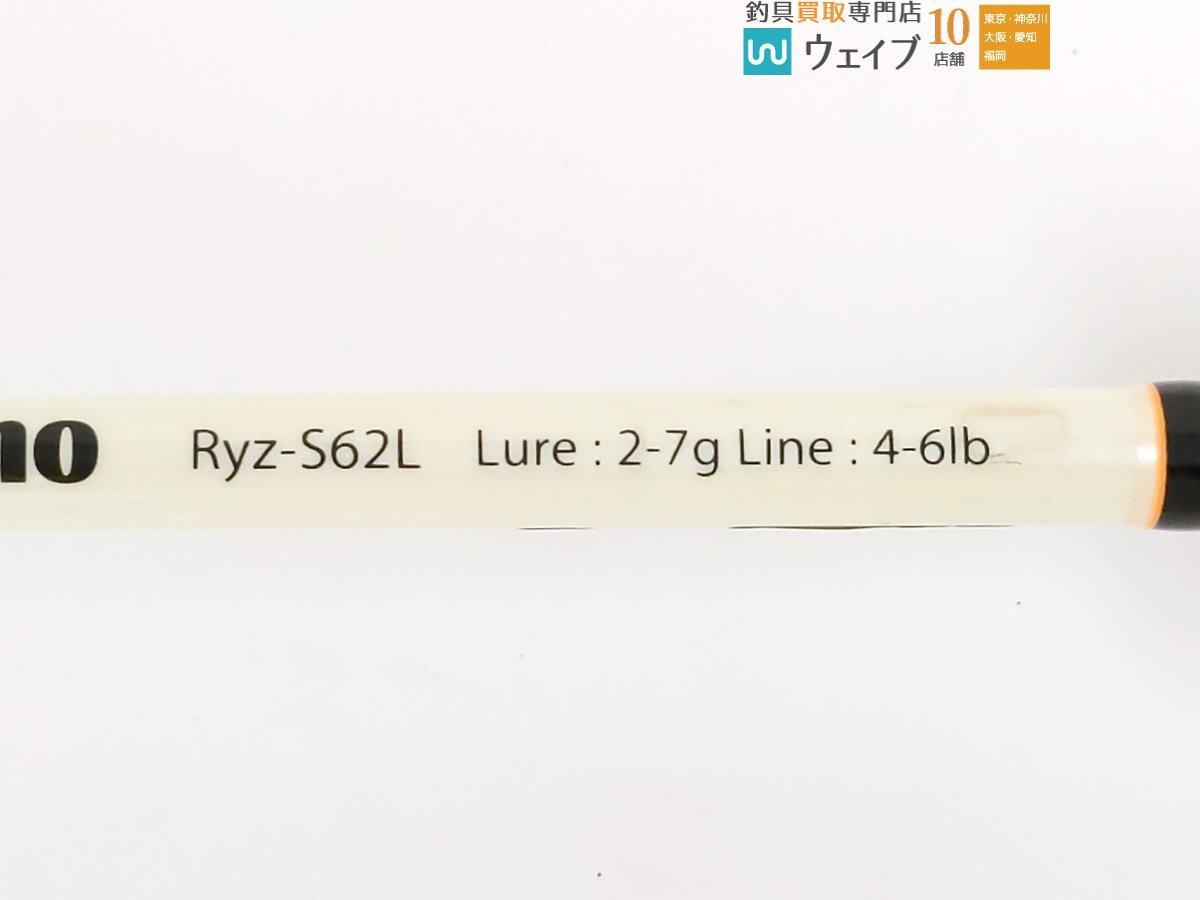 釣具買取専門店
ウェイブ
10
店舗
東京・神奈川
大阪・愛知
福岡
Ryz-S62L Lure : 2-7g Line : 4-6lb